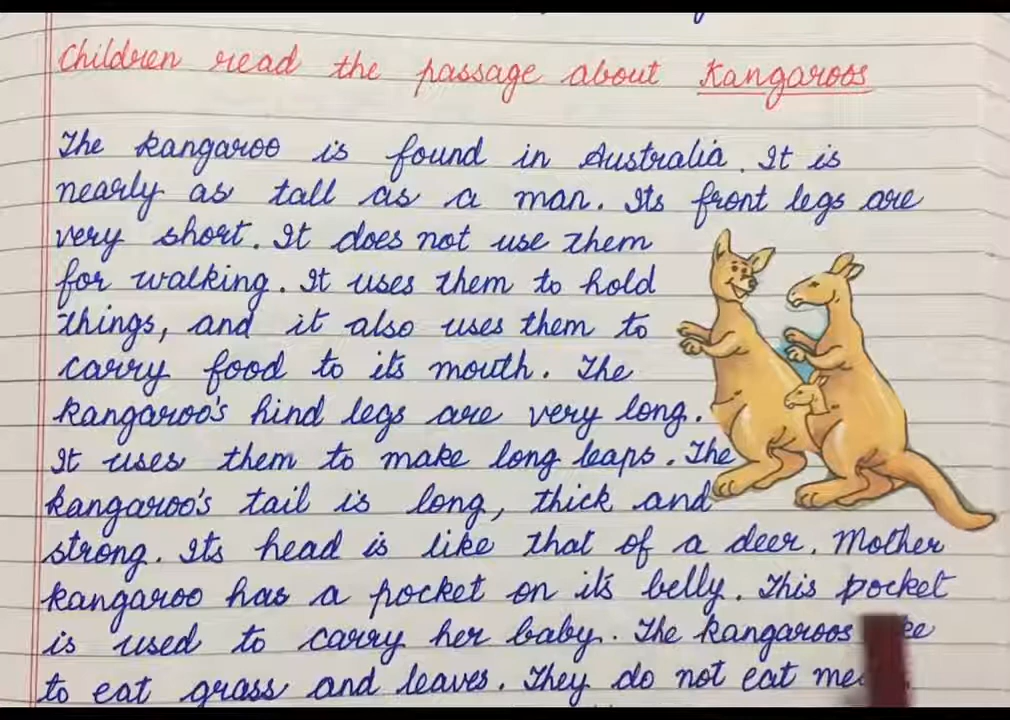 Children read the passage about Kangaroos
The kangaroo is found in Australia. It is
nearly as tall as a man. Its front legs are
very short. It does not use them
for walking. It uses them to hold
things, and it also uses them to
carry food to its mouth. The
kangaroo's hind legs are very long.
It uses them to make long leaps. The
kangaroo's tail is long, thick and
strong. Its head is like that of a deer. Mother
kangaroo has a pocket on it's belly. This pocket
is used to carry her baby. The kangaroos
to eat grass and leaves. They do not eat